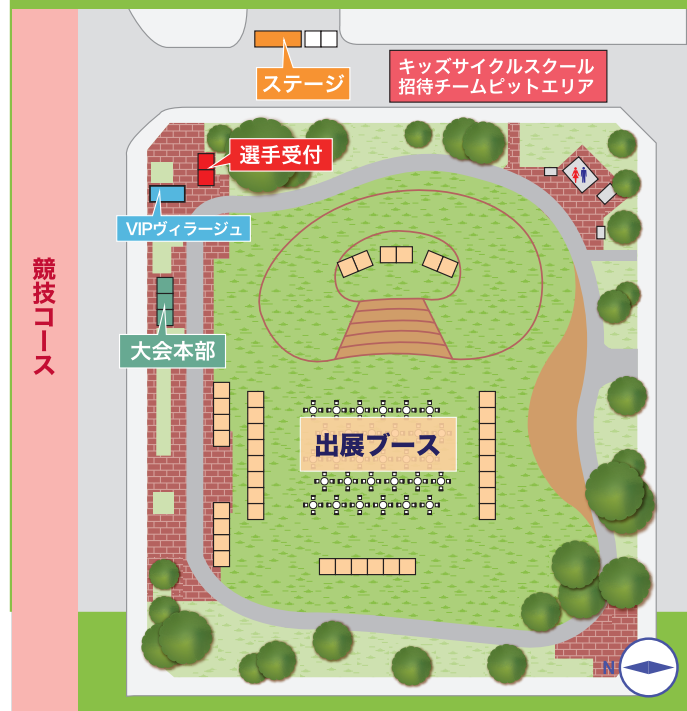 ステージ
キッズサイクルスクール
招待チームピットエリア
選手受付
VIPヴィラージュ
競技コース
大会本部
出展ブース
N